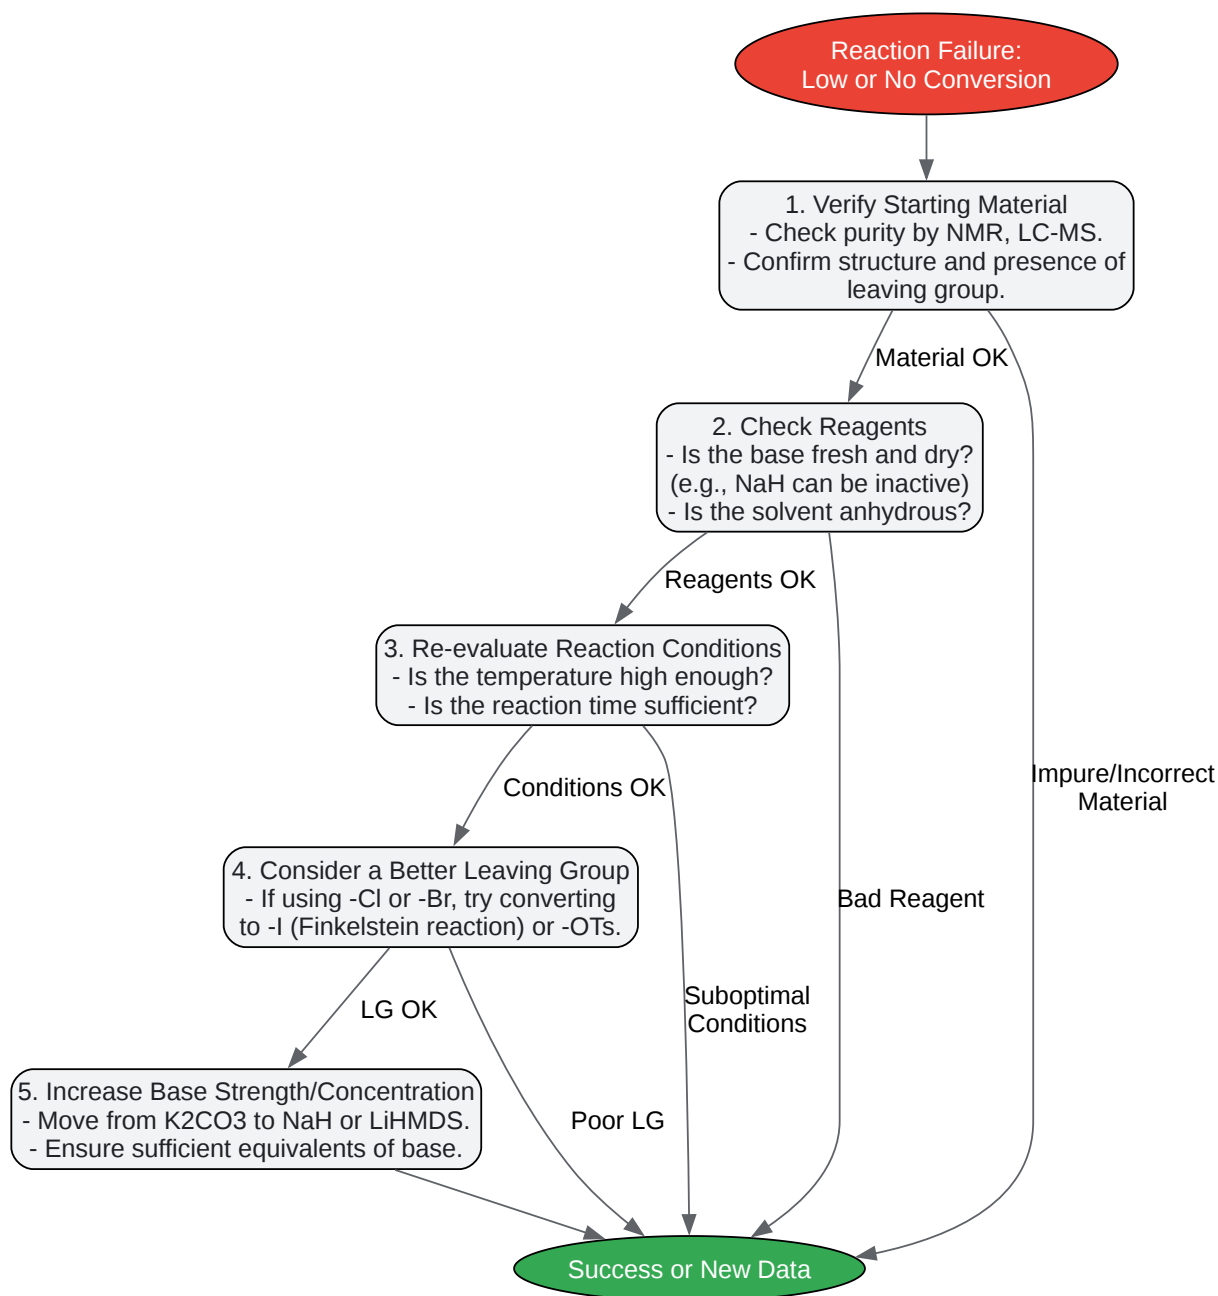 Reaction Failure:
Low or No Conversion
1. Verify Starting Material
- Check purity by NMR, LC-MS.
- Confirm structure and presence of
leaving group.
Material OK
2. Check Reagents
- Is the base fresh and dry?
(e.g., NaH can be inactive)
- Is the solvent anhydrous?
Reagents OK
3. Re-evaluate Reaction Conditions
- Is the temperature high enough?
- Is the reaction time sufficient?
Impure/Incorrect
Material
Conditions OK
4. Consider a Better Leaving Group
- If using -Cl or -Br, try converting
to -I (Finkelstein reaction) or -OTs.
Bad Reagent
Suboptimal
Conditions
LG OK
5. Increase Base Strength/Concentration
- Move from K2CO3 to NaH or LiHMDS.
- Ensure sufficient equivalents of base.
Poor LG
Success or New Data